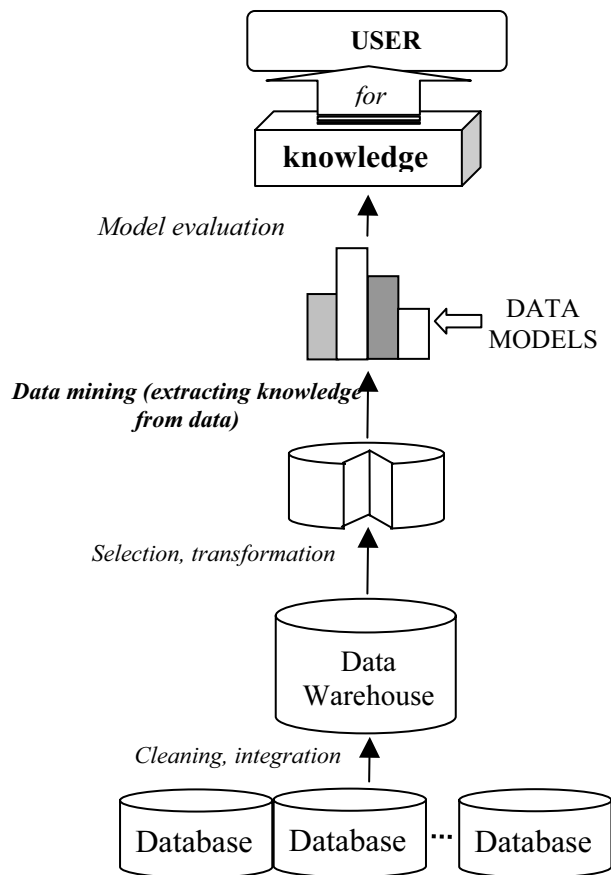 USER
for
knowledge
Model evaluation
DATA
MODELS
Data mining (extracting knowledge
from data)
Selection, transformation
Data
Warehouse
Cleaning, integration
Database
Database
...
Database